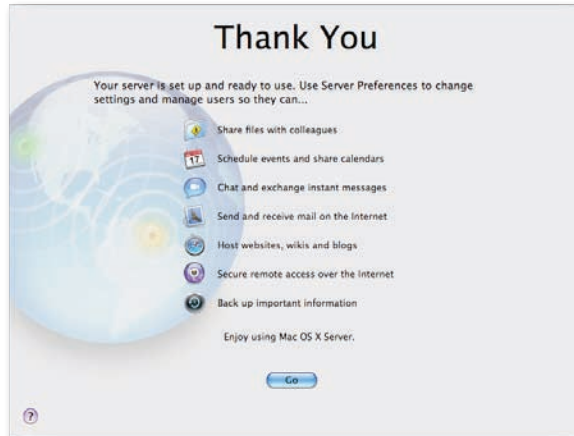 Thank You
Your server is set up and ready to use. Use Server Preferences to change
settings and manage users so they can...
Share files with colleagues
17
Schedule events and share calendars
Chat and exchange instant messages
Send and receive mail on the Internet
Host websites, wikis and blogs
Secure remote access over the Internet
Back up important information
Enjoy using Mac OS X Server.
Go
?